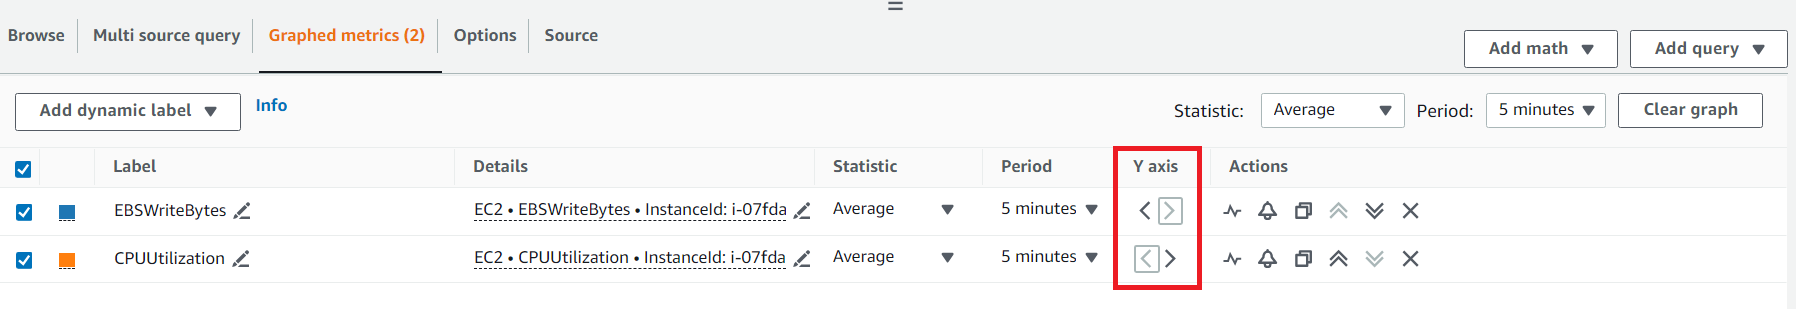 Browse Multi source query Graphed metrics (2) Options Source
Add math Add query
Add dynamic label Info Statistic: Average Period: 5 minutes Clear graph
Label Details Statistic Period Y axis Actions
EBSWriteBytes EC2 • EBSWriteBytes • InstanceId: i-07fda Average 5 minutes
CPUUtilization EC2 • CPUUtilization • InstanceId: i-07fda Average 5 minutes